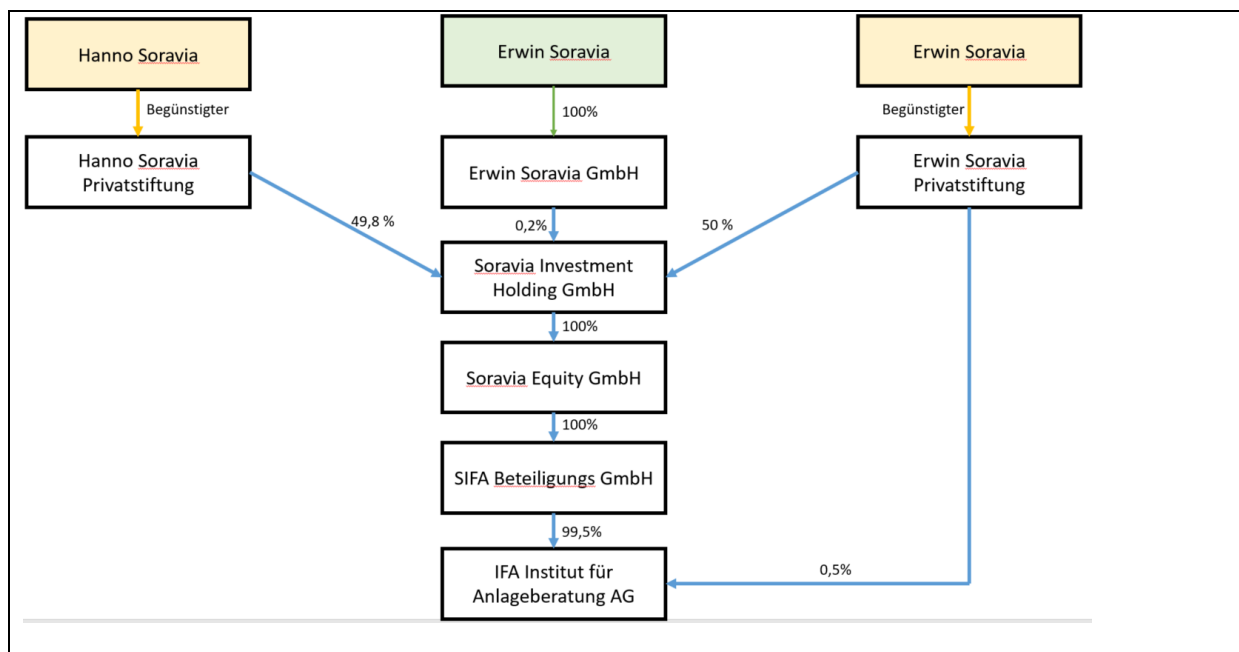 Hanno Soravia
Erwin Soravia
Erwin Soravia
Begünstigter
100%
Begünstigter
Hanno Soravia
Privatstiftung
Erwin Soravia GmbH
Erwin Soravia
Privatstiftung
49,8 %
0,2%
50 %
Soravia Investment
Holding GmbH
100%
Soravia Equity GmbH
100%
SIFA Beteiligungs GmbH
99,5%
IFA Institut für
Anlageberatung AG
0,5%